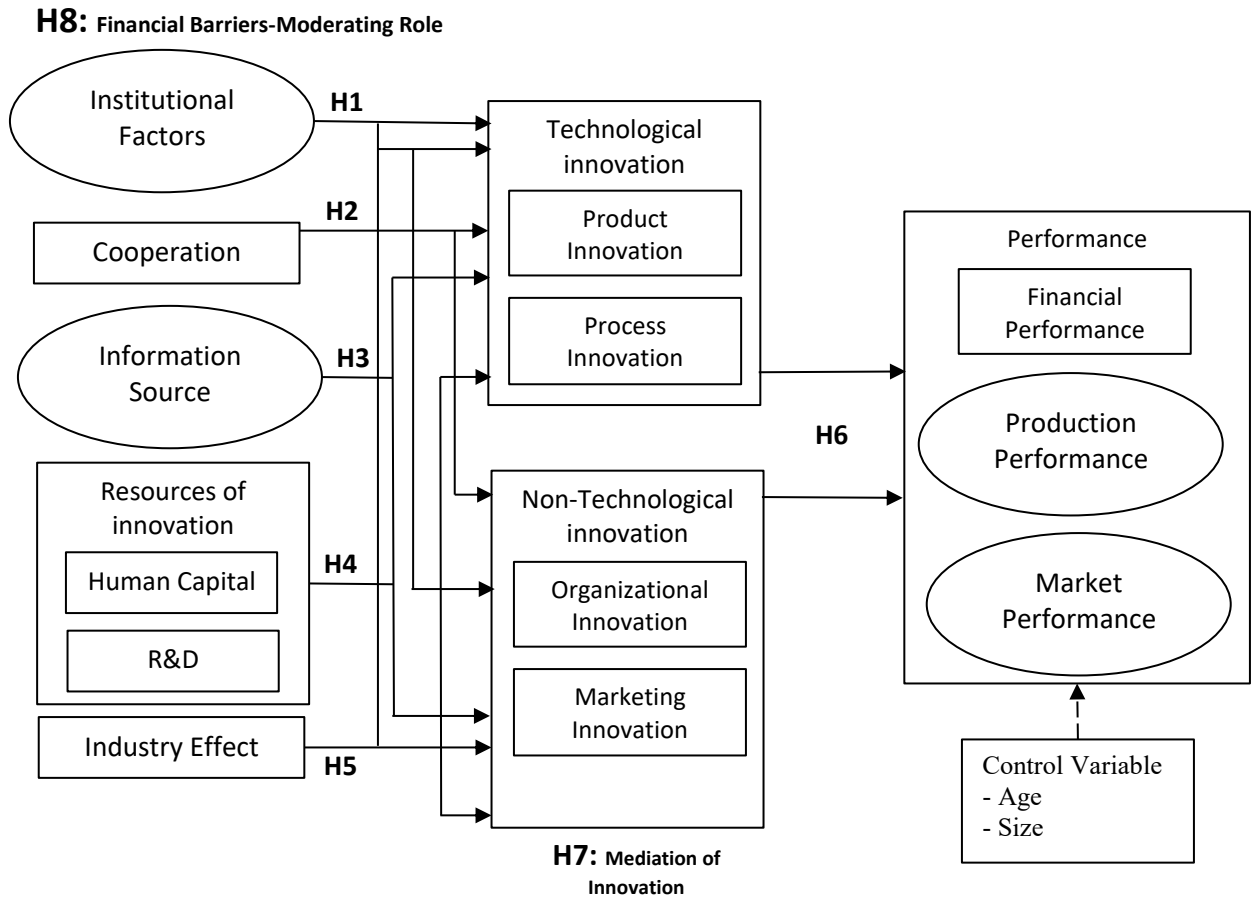 H8: Financial Barriers-Moderating Role
Institutional
Factors
H1
Cooperation
H2
Information
Source
H3
Resources of
innovation
Human Capital
R&D
H4
Industry Effect
H5
Technological
innovation
Product
Innovation
Process
Innovation
Non-Technological
innovation
Organizational
Innovation
Marketing
Innovation
H7: Mediation of
Innovation
H6
Performance
Financial
Performance
Production
Performance
Market
Performance
Control Variable
- Age
- Size